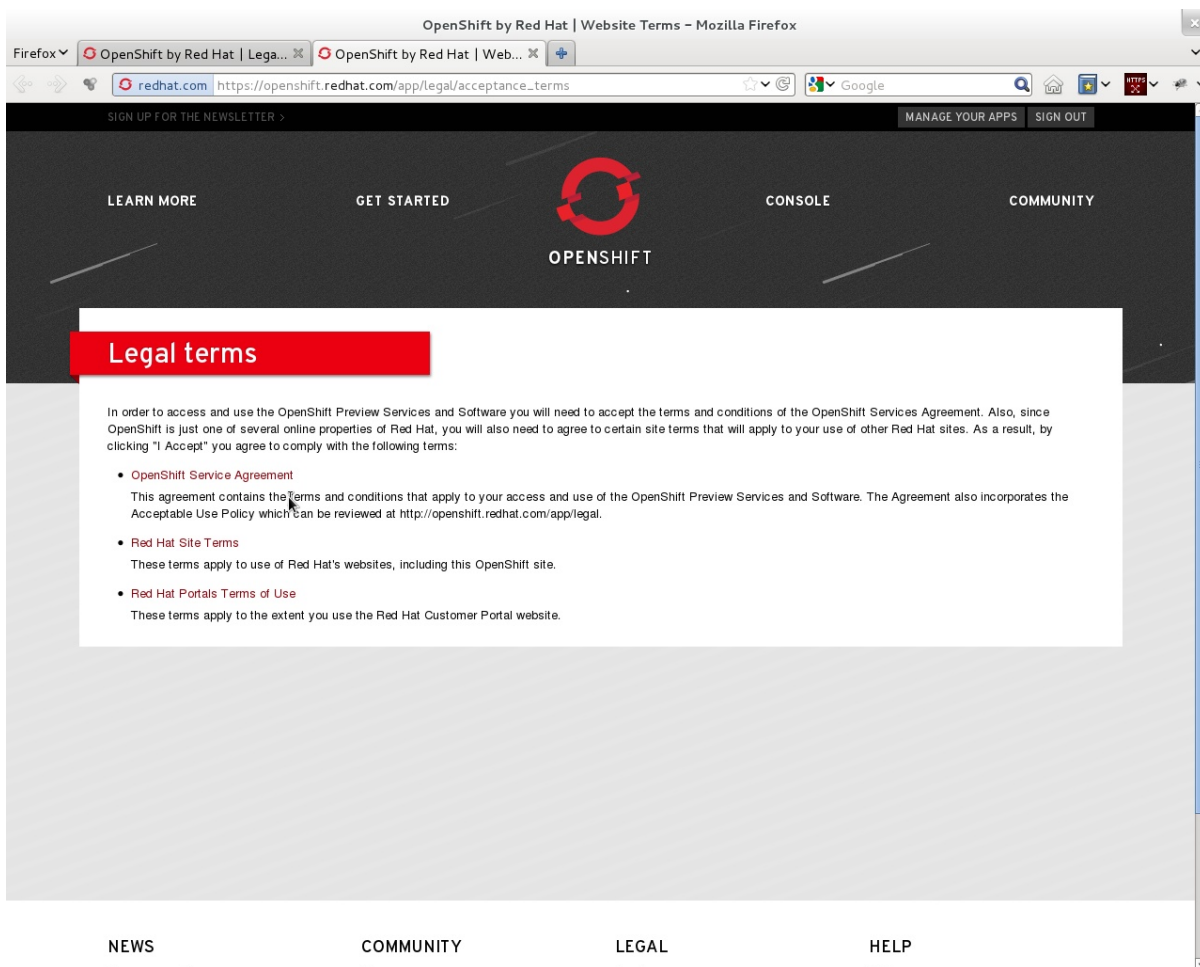 OpenShift by Red Hat | Website Terms – Mozilla Firefox
Firefox
OpenShift by Red Hat | Lega...
OpenShift by Red Hat | Web...
redhat.com https://openshift.redhat.com/app/legal/acceptance_terms
Google
HTTPS
SIGN UP FOR THE NEWSLETTER >
MANAGE YOUR APPS
SIGN OUT
LEARN MORE
GET STARTED
CONSOLE
COMMUNITY
OPENSHIFT
Legal terms
In order to access and use the OpenShift Preview Services and Software you will need to accept the terms and conditions of the OpenShift Services Agreement. Also, since
OpenShift is just one of several online properties of Red Hat, you will also need to agree to certain site terms that will apply to your use of other Red Hat sites. As a result, by
clicking "I Accept" you agree to comply with the following terms:
• OpenShift Service Agreement
This agreement contains the terms and conditions that apply to your access and use of the OpenShift Preview Services and Software. The Agreement also incorporates the
Acceptable Use Policy which can be reviewed at http://openshift.redhat.com/app/legal.
• Red Hat Site Terms
These terms apply to use of Red Hat's websites, including this OpenShift site.
• Red Hat Portals Terms of Use
These terms apply to the extent you use the Red Hat Customer Portal website.
NEWS
COMMUNITY
LEGAL
HELP